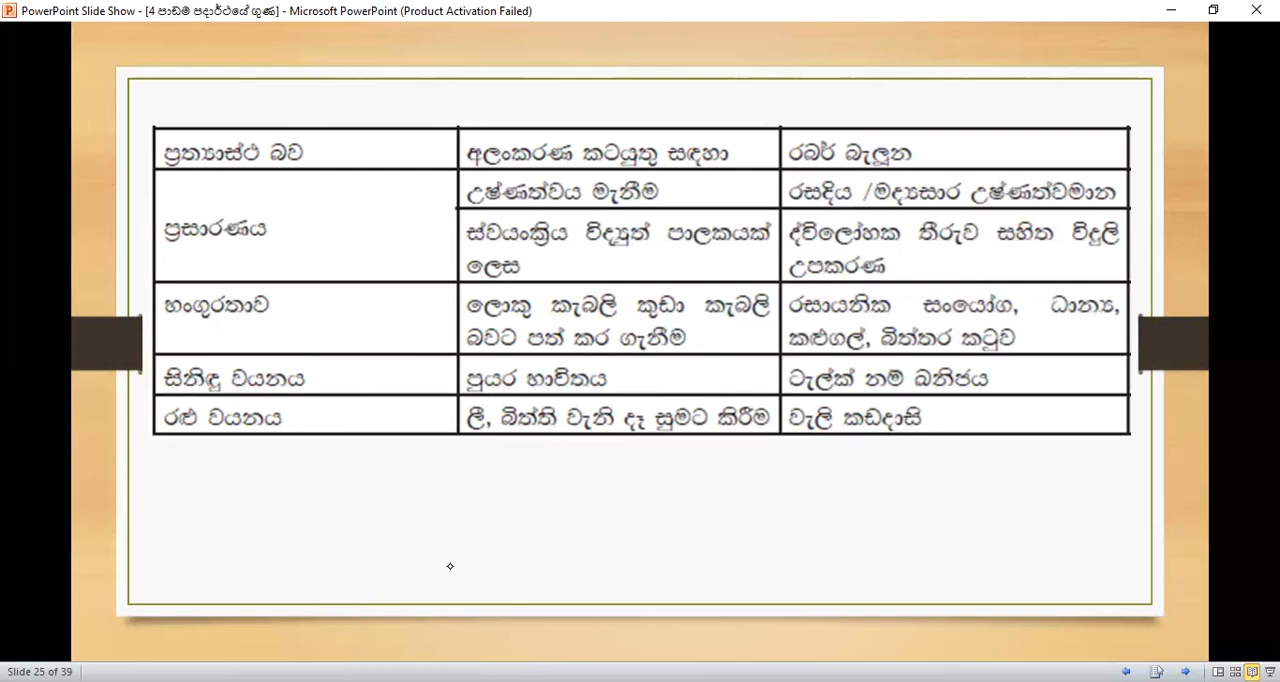 PowerPoint Slide Show - [4 පාඩම පදාර්ථයේ ගුණ] - Microsoft PowerPoint (Product Activation Failed)
ප්‍රත්‍යාස්ථ බව
අලංකරණ කටයුතු සඳහා
රබර් බැලූන
ප්‍රසාරණය
උෂ්ණත්වය මැනීම
රසදිය /මද්‍යසාර උෂ්ණත්වමාන
ස්වයංක්‍රිය විද්‍යුත් පාලකයක්
ලෙස
ද්විලෝහක තීරුව සහිත විදුලි
උපකරණ
හංගුරතාව
ලොකු කැබලි කුඩා කැබලි
බවට පත් කර ගැනීම
රසායනික සංයෝග, ධාන්‍ය,
කළුගල්, බිත්තර කටුව
සිනිඳු වයනය
පුයර භාවිතය
ටැල්ක් නම් ඛනිජය
රළු වයනය
ලී, බිත්ති වැනි දෑ සුමට කිරීම
වැලි කඩදාසි
Slide 25 of 39